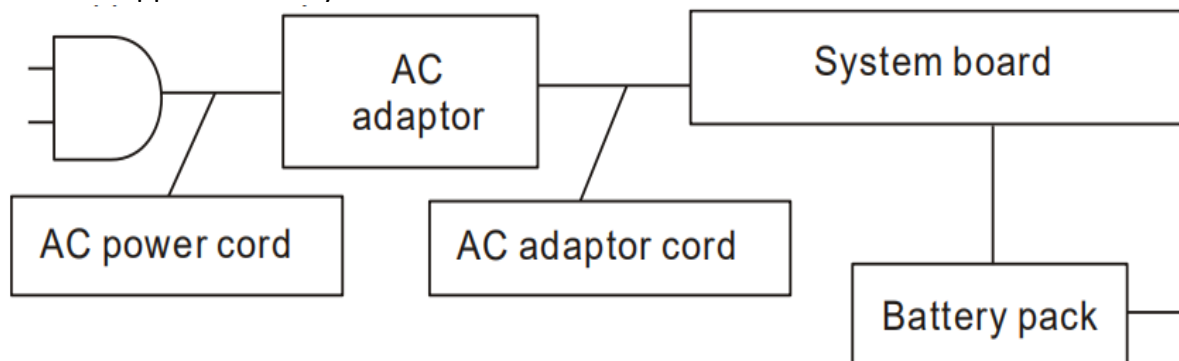 AC
adaptor
System board
AC power cord
AC adaptor cord
Battery pack